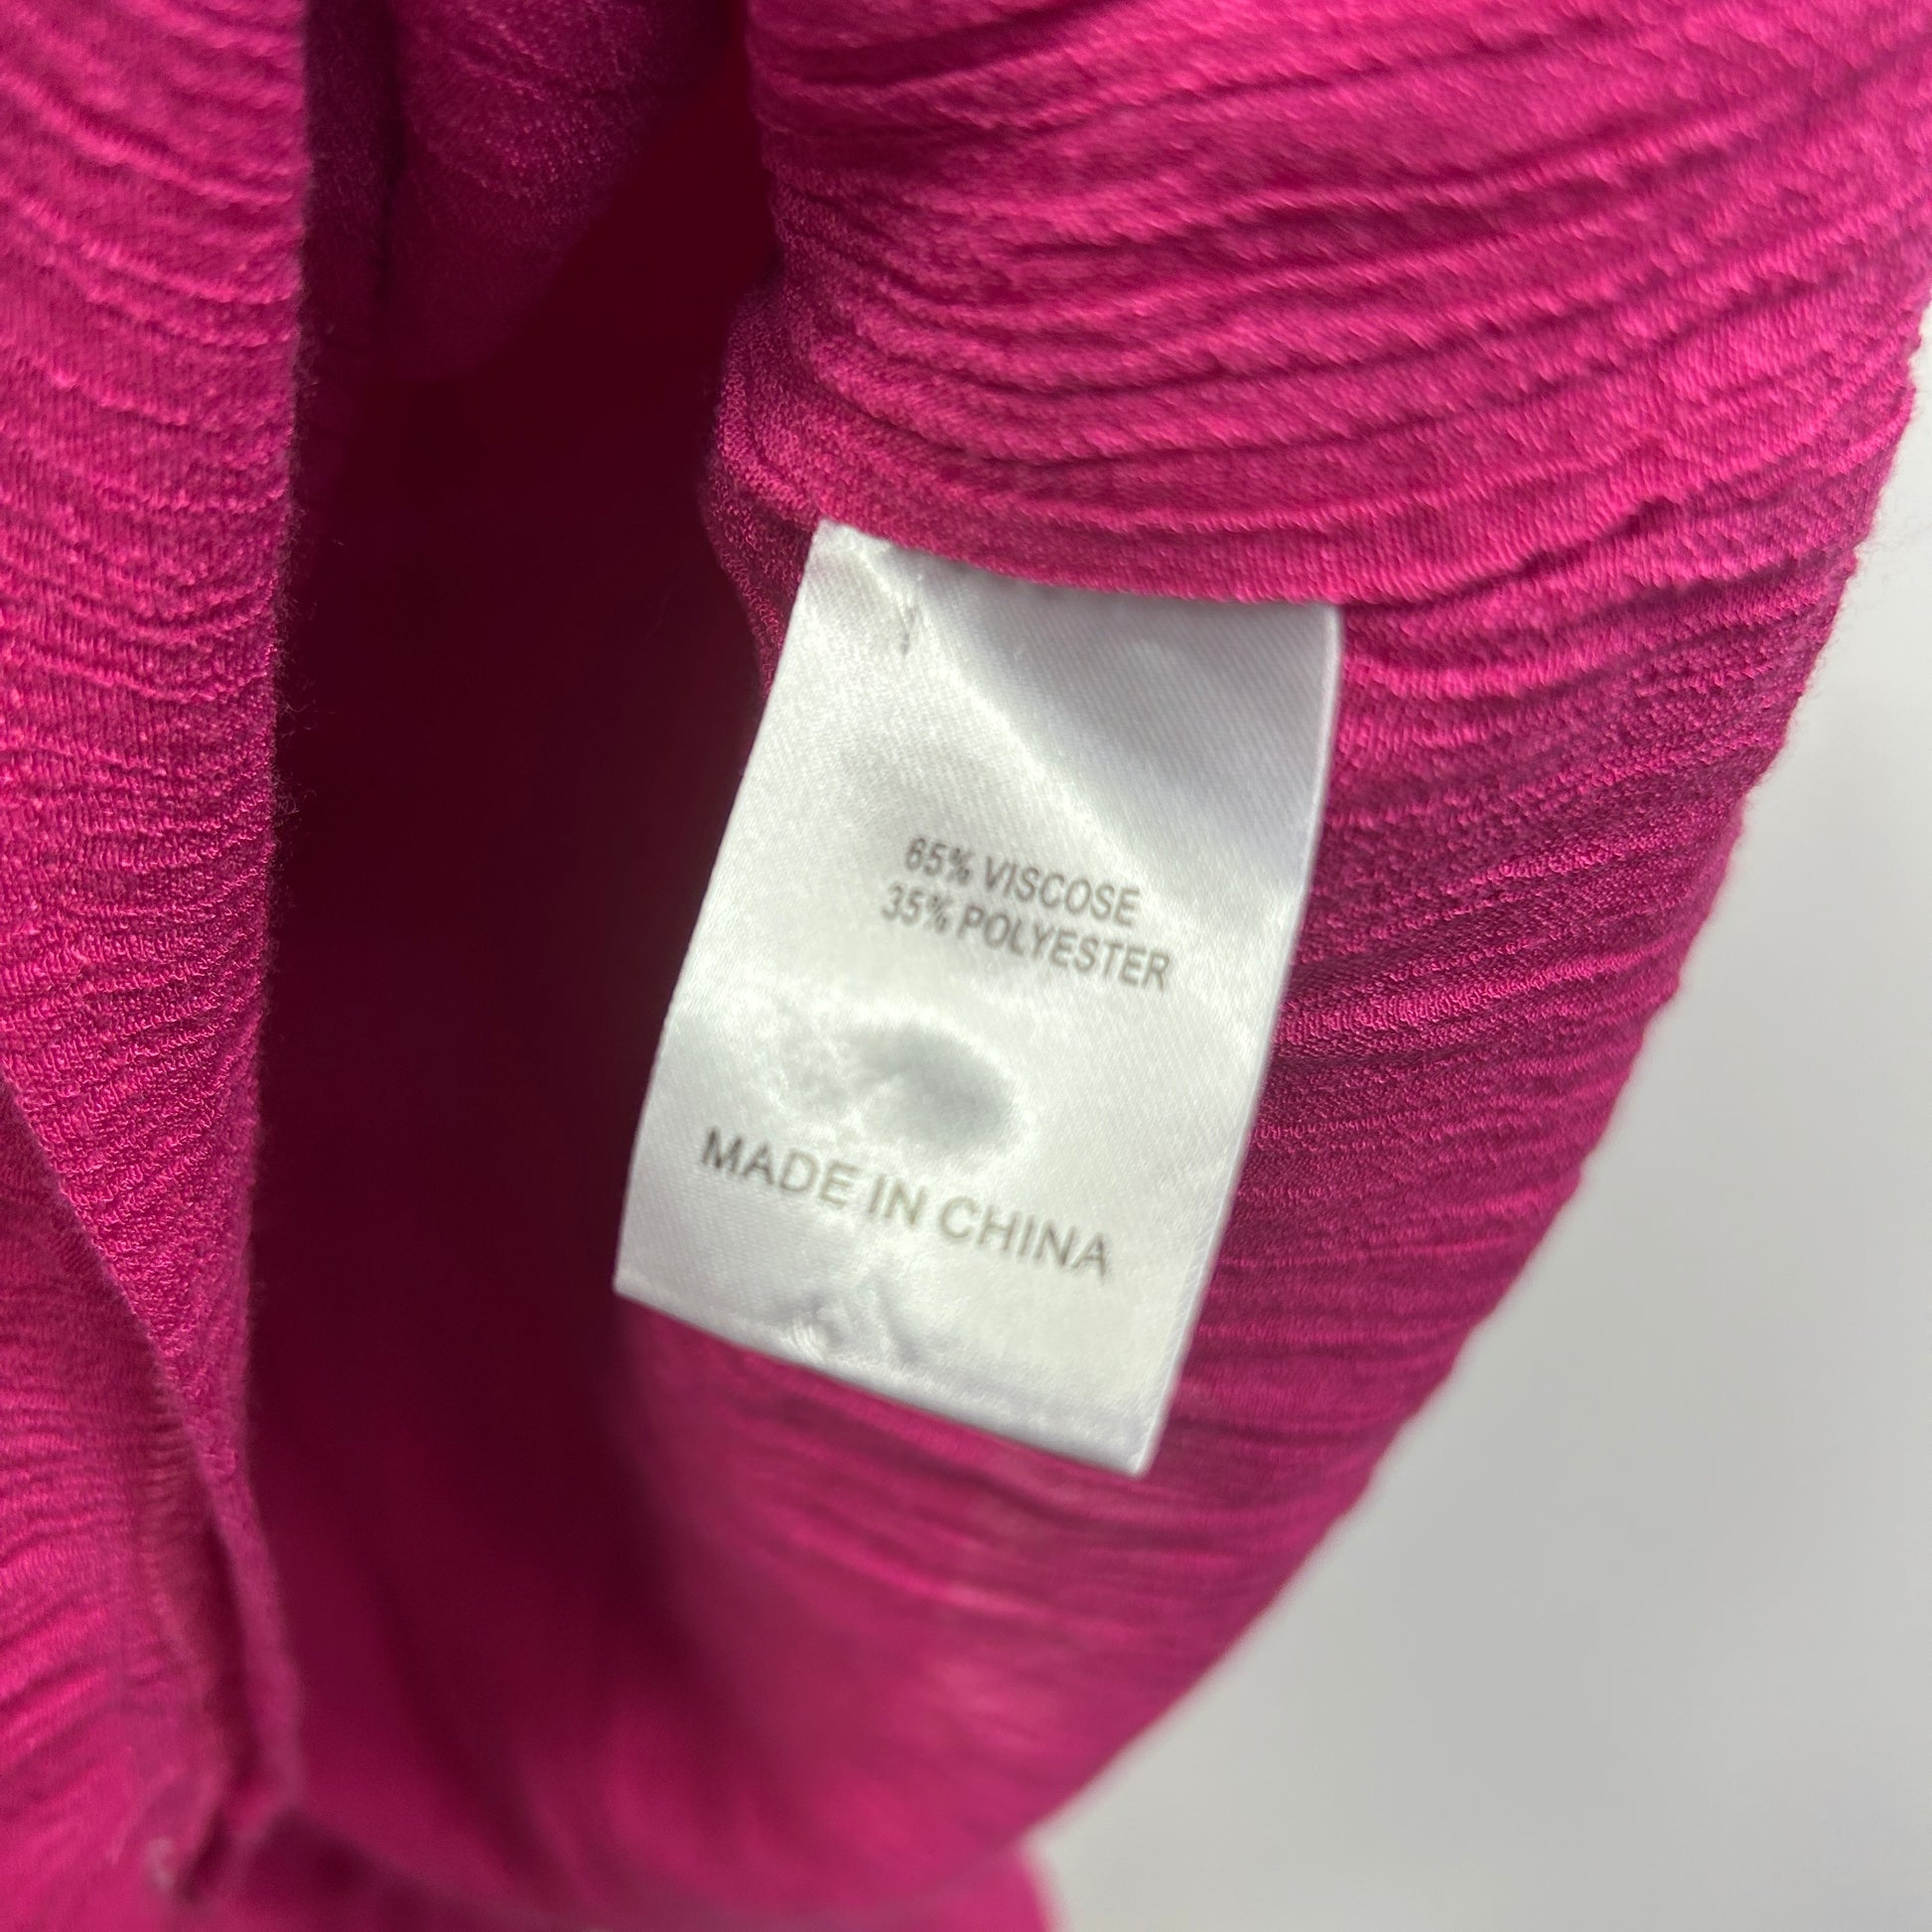 65% VISCOSE
35% POLYESTER
MADE IN CHINA